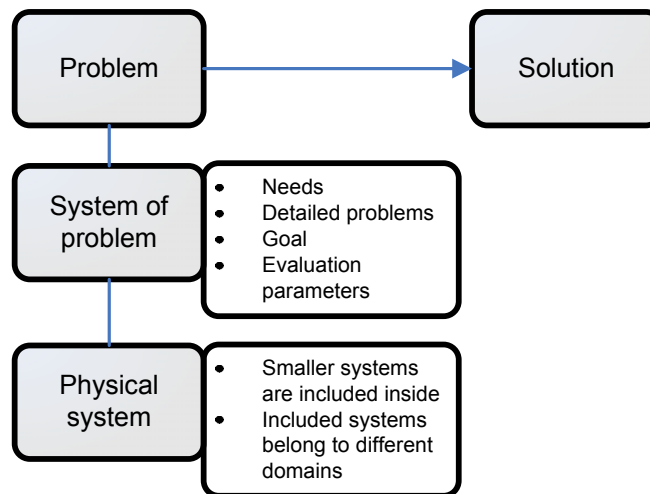 Problem
Solution
System of
problem
• Needs
• Detailed problems
• Goal
• Evaluation
parameters
Physical
system
• Smaller systems
are included inside
• Included systems
belong to different
domains